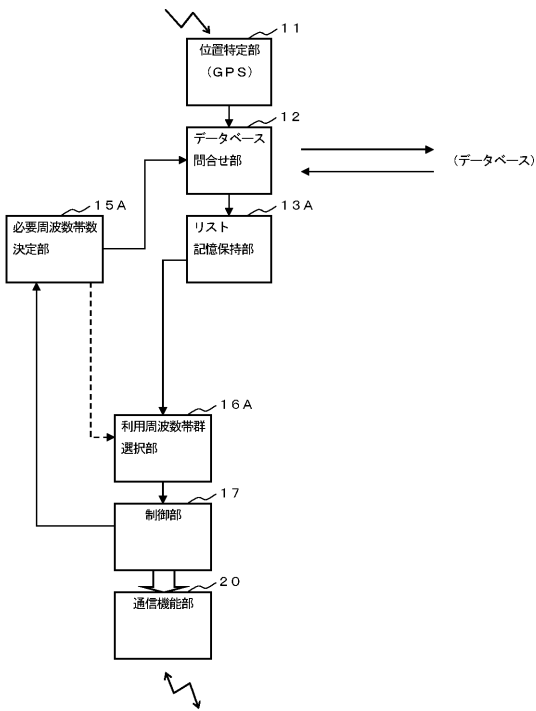 11
位置特定部
(GPS)
12
データベース
問合せ部
(データベース)
15A
必要周波数帯数
決定部
13A
リスト
記憶保持部
16A
利用周波数帯群
選択部
17
制御部
20
通信機能部